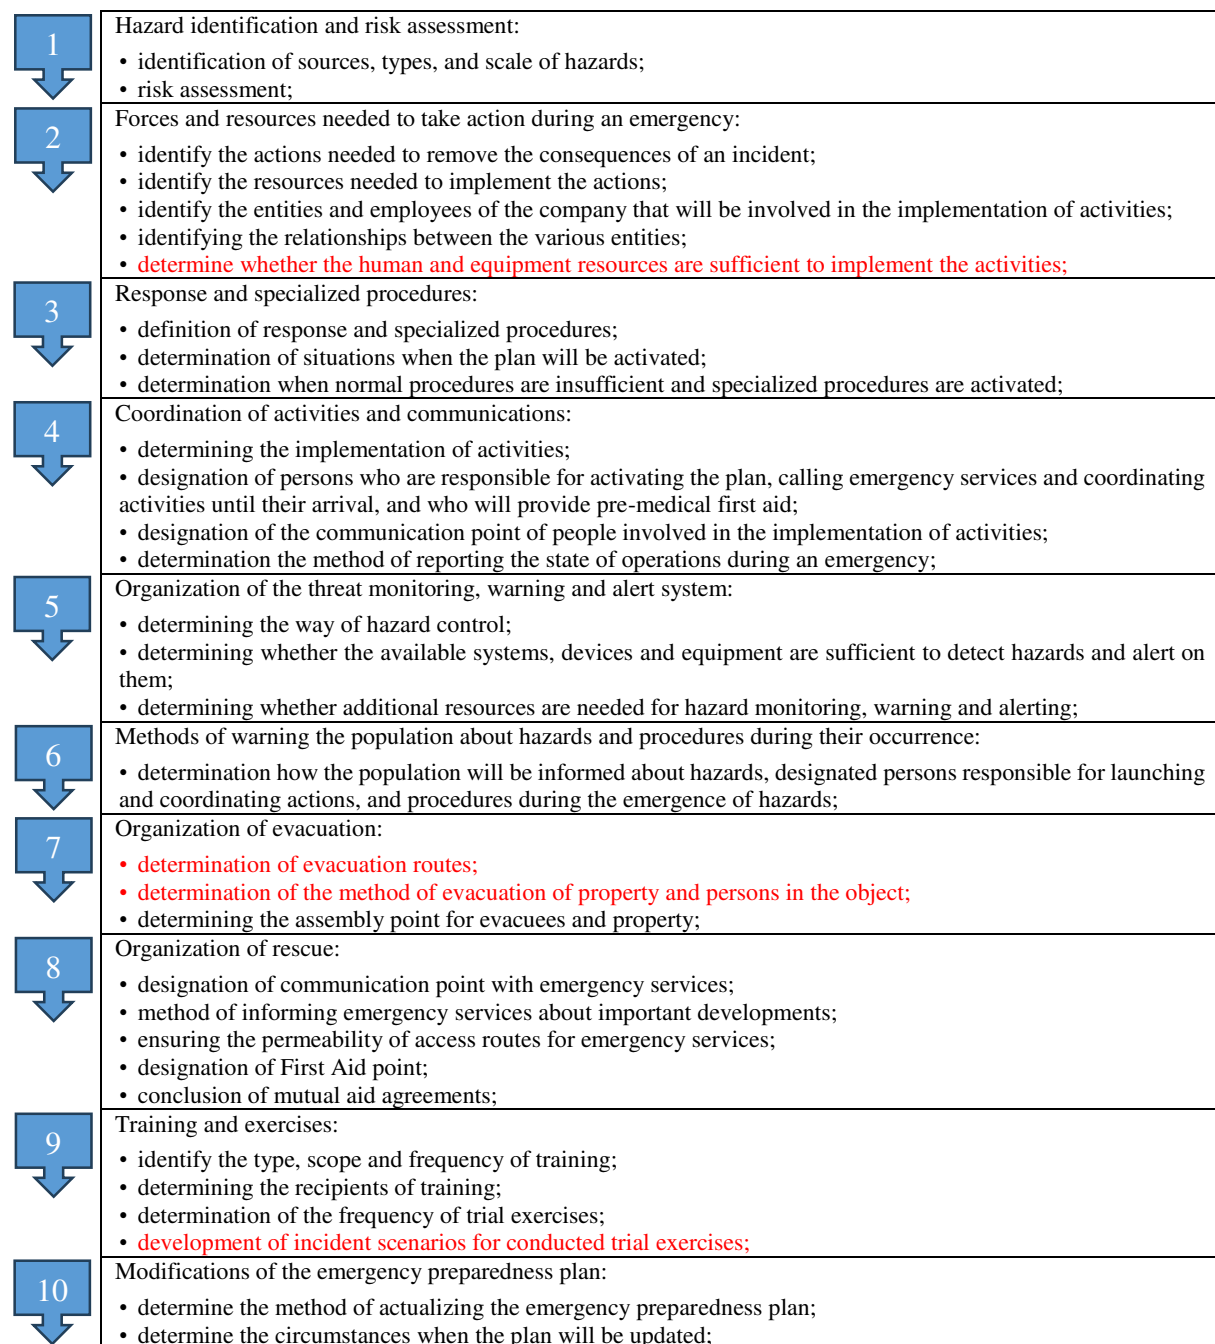 1
Hazard identification and risk assessment:
• identification of sources, types, and scale of hazards;
• risk assessment;
2
Forces and resources needed to take action during an emergency:
• identify the actions needed to remove the consequences of an incident;
• identify the resources needed to implement the actions;
• identify the entities and employees of the company that will be involved in the implementation of activities;
• identifying the relationships between the various entities;
• determine whether the human and equipment resources are sufficient to implement the activities;
3
Response and specialized procedures:
• definition of response and specialized procedures;
• determination of situations when the plan will be activated;
• determination when normal procedures are insufficient and specialized procedures are activated;
4
Coordination of activities and communications:
• determining the implementation of activities;
• designation of persons who are responsible for activating the plan, calling emergency services and coordinating
activities until their arrival, and who will provide pre-medical first aid;
• designation of the communication point of people involved in the implementation of activities;
• determination the method of reporting the state of operations during an emergency;
5
Organization of the threat monitoring, warning and alert system:
• determining the way of hazard control;
• determining whether the available systems, devices and equipment are sufficient to detect hazards and alert on
them;
• determining whether additional resources are needed for hazard monitoring, warning and alerting;
6
Methods of warning the population about hazards and procedures during their occurrence:
• determination how the population will be informed about hazards, designated persons responsible for launching
and coordinating actions, and procedures during the emergence of hazards;
7
Organization of evacuation:
• determination of evacuation routes;
• determination of the method of evacuation of property and persons in the object;
• determining the assembly point for evacuees and property;
8
Organization of rescue:
• designation of communication point with emergency services;
• method of informing emergency services about important developments;
• ensuring the permeability of access routes for emergency services;
• designation of First Aid point;
• conclusion of mutual aid agreements;
9
Training and exercises:
• identify the type, scope and frequency of training;
• determining the recipients of training;
• determination of the frequency of trial exercises;
• development of incident scenarios for conducted trial exercises;
10
Modifications of the emergency preparedness plan:
• determine the method of actualizing the emergency preparedness plan;
• determine the circumstances when the plan will be updated;